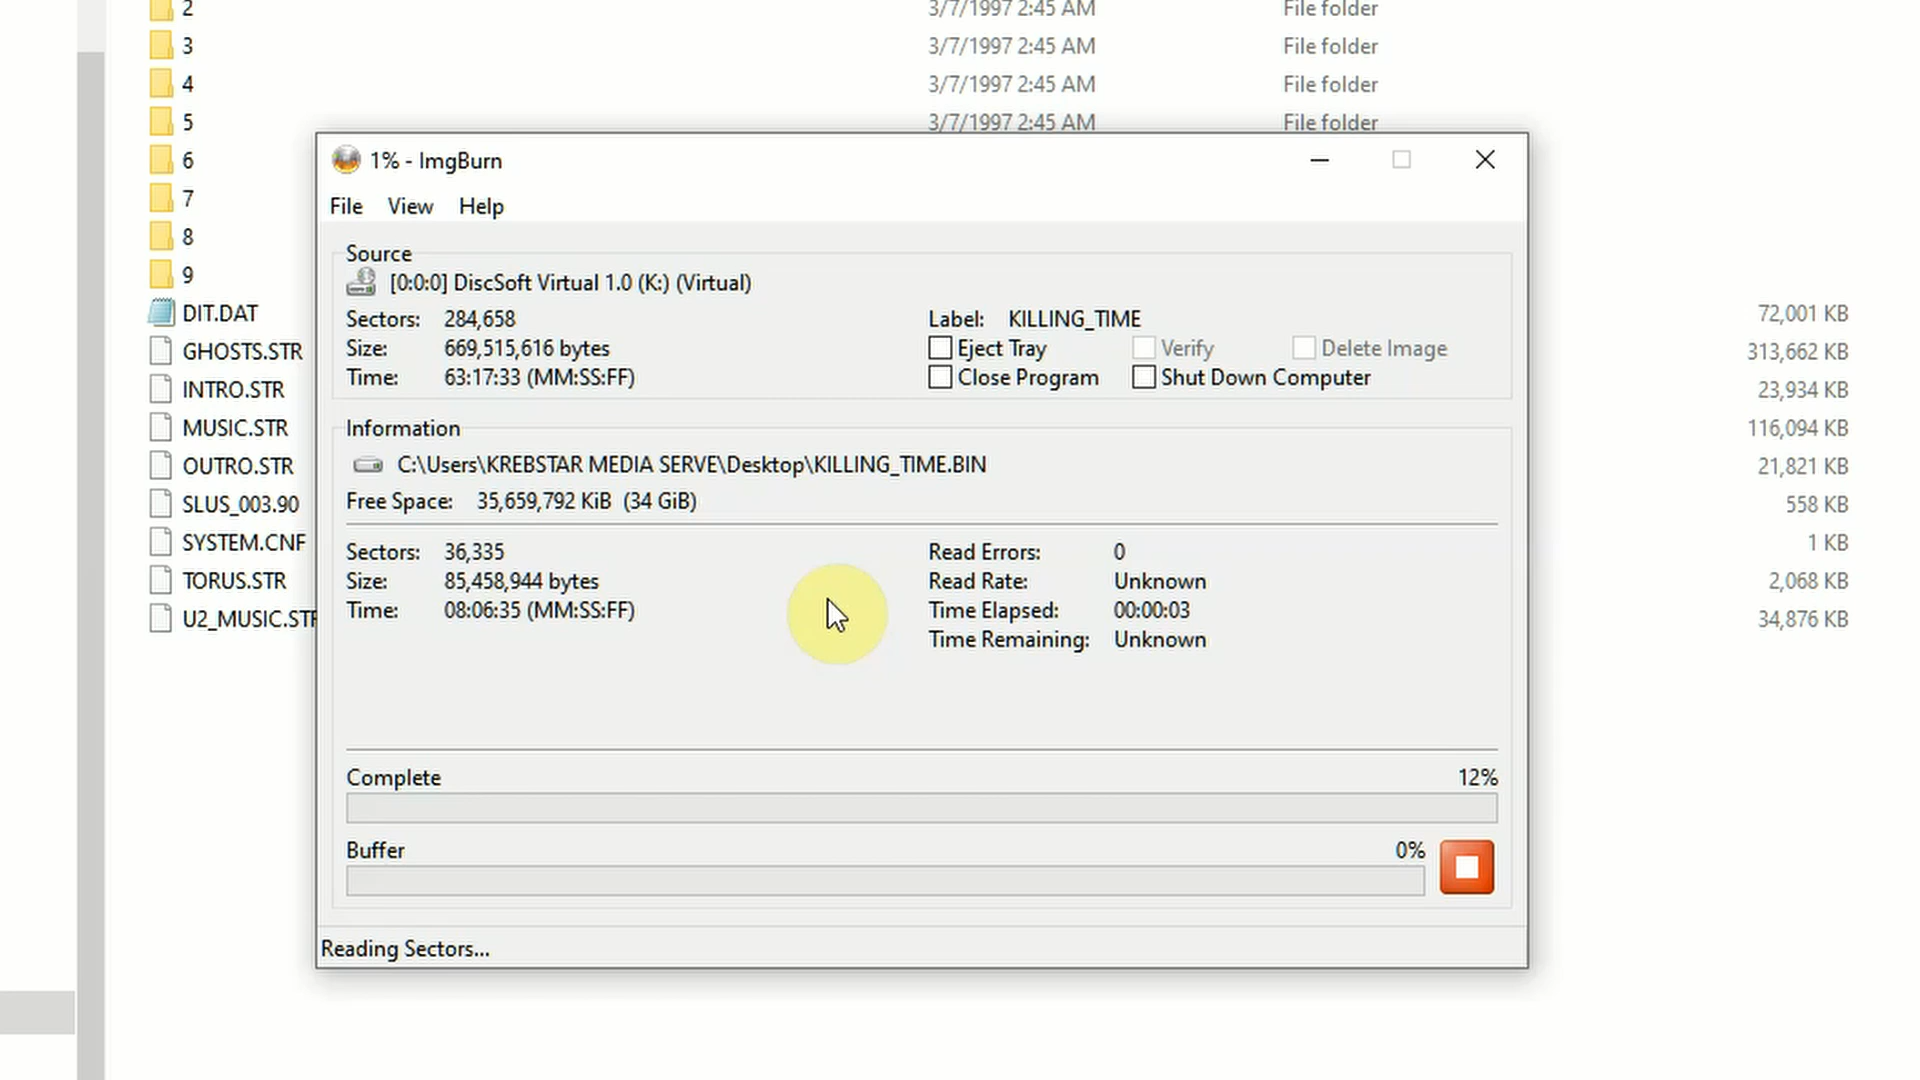 2 3/7/1997 2:45 AM File folder
3 3/7/1997 2:45 AM File folder
4 3/7/1997 2:45 AM File folder
5 3/7/1997 2:45 AM File folder
6
7
8
9
DIT.DAT 72,001 KB
GHOSTS.STR 313,662 KB
INTRO.STR 23,934 KB
MUSIC.STR 116,094 KB
OUTRO.STR 21,821 KB
SLUS_003.90 558 KB
SYSTEM.CNF 1 KB
TORUS.STR 2,068 KB
U2_MUSIC.STR 34,876 KB
1% - ImgBurn
File View Help
Source
[0:0:0] DiscSoft Virtual 1.0 (K:) (Virtual)
Sectors: 284,658 Label: KILLING_TIME
Size: 669,515,616 bytes Eject Tray Verify Delete Image
Time: 63:17:33 (MM:SS:FF) Close Program Shut Down Computer
Information
C:\Users\KREBSTAR MEDIA SERVE\Desktop\KILLING_TIME.BIN
Free Space: 35,659,792 KiB (34 GiB)
Sectors: 36,335 Read Errors: 0
Size: 85,458,944 bytes Read Rate: Unknown
Time: 08:06:35 (MM:SS:FF) Time Elapsed: 00:00:03
Time Remaining: Unknown
Complete 12%
Buffer 0%
Reading Sectors...